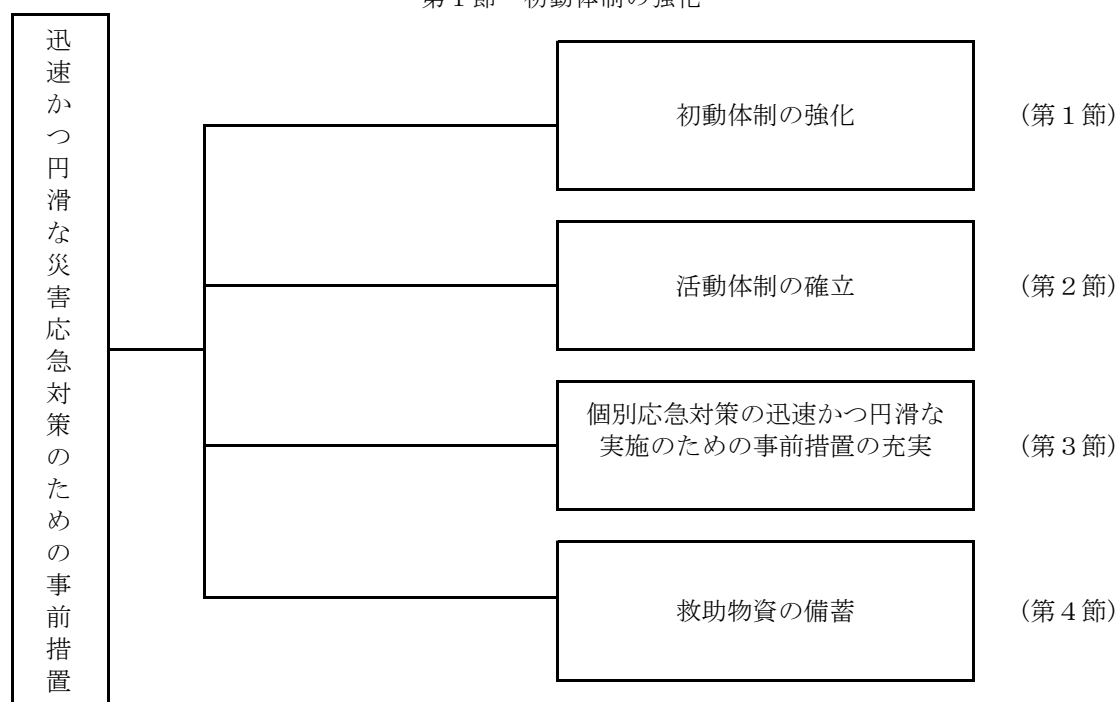 第１節 初動体制の強化
迅速かつ円滑な災害応急対策のための事前措置
初動体制の強化
(第１節)
活動体制の確立
(第２節)
個別応急対策の迅速かつ円滑な
実施のための事前措置の充実
(第３節)
救助物資の備蓄
(第４節)